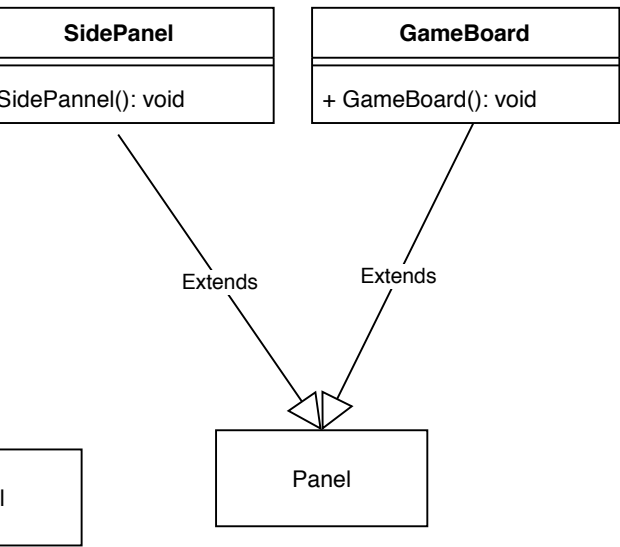 SidePanel
GameBoard
SidePannel(): void
+ GameBoard(): void
Extends
Extends
Panel
l